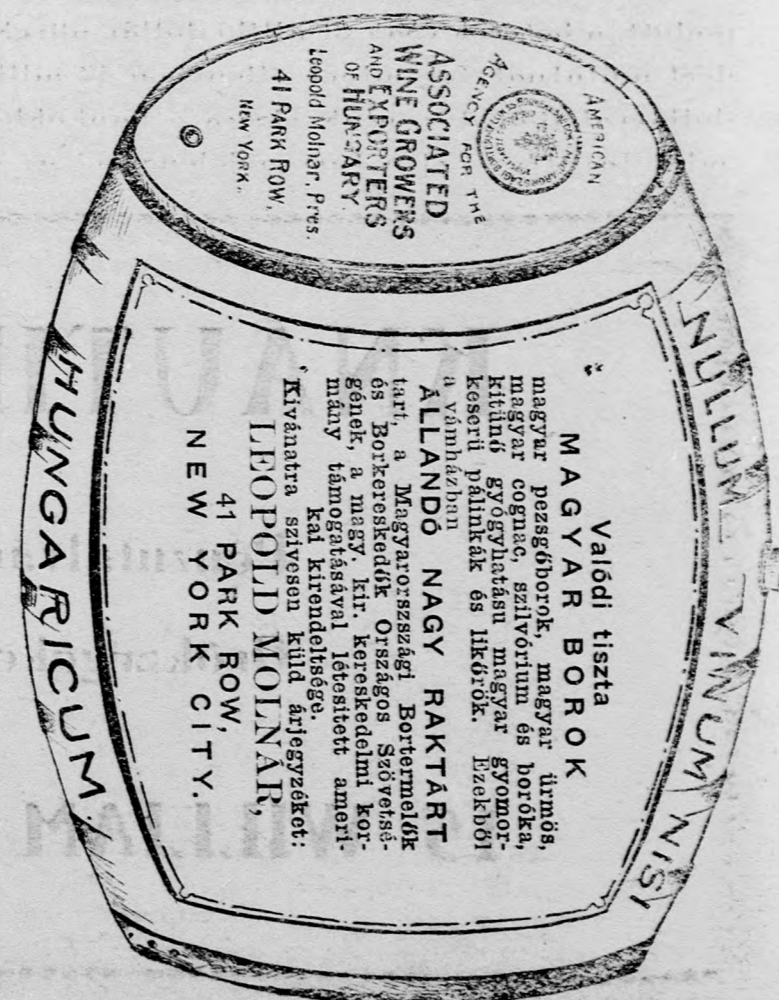 AMERICAN
AGENCY FOR THE
ASSOCIATED
WINE GROWERS
AND EXPORTERS
OF HUNGARY
Leopold Molnar, Pres.
41 PARK ROW,
NEW YORK.
NULLUM VINUM NISI
Valódi tiszta
MAGYAR BOROK
magyar pezsgőborok, magyar ürmös,
magyar cognac, szilvórium és boróka,
kitünő gyógyhatásu magyar gyomor-
keserü pálinkák és likőrök. Ezekből
a vámházban
ÁLLANDÓ NAGY RAKTÁRT
tart, a Magyarorszszági Bortermelők
és Borkereskedők Országos Szövetsé-
gének, a magy. kir. kereskedelmi kor-
mány támogatásával létesitett ameri-
kai kirendeltsége.
Kívánatra szivesen küld árjegyzéket:
LEOPOLD MOLNÁR,
41 PARK ROW,
NEW YORK CITY.
HUNGARICUM